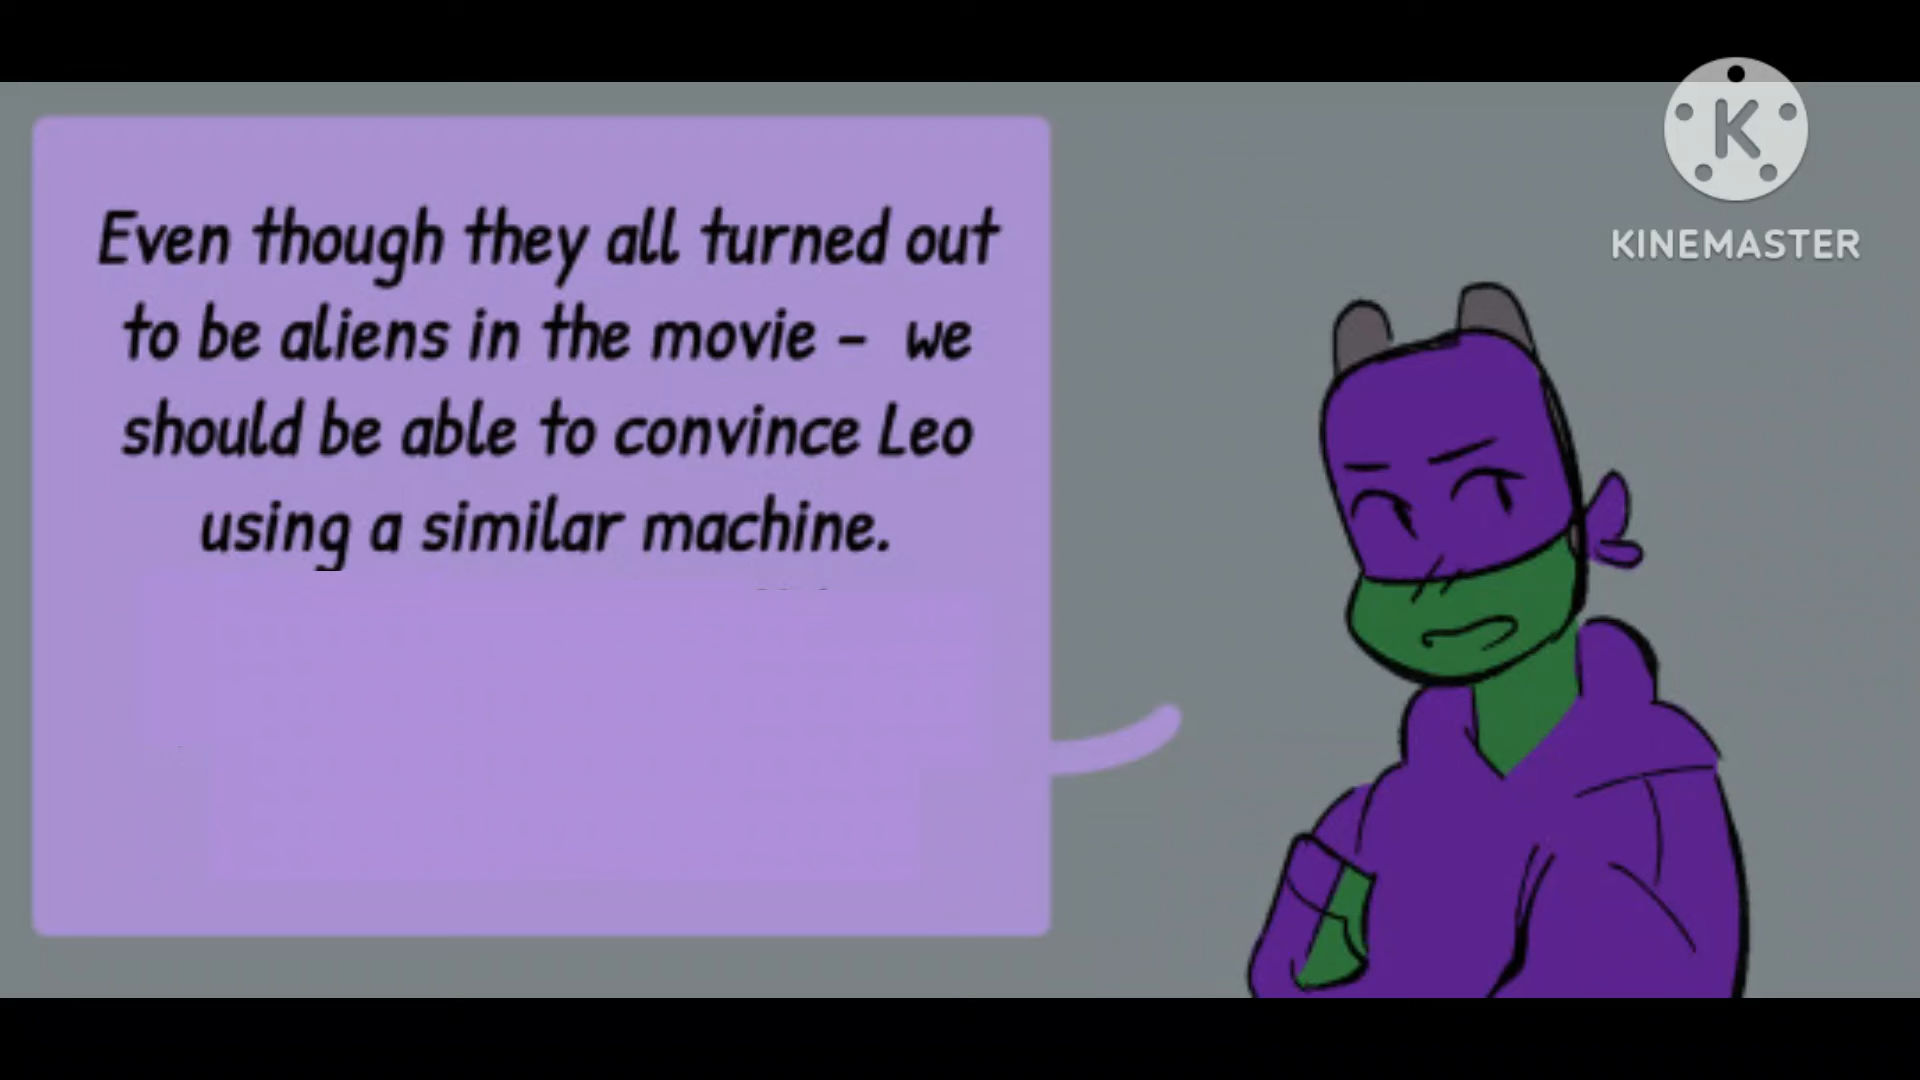 Even though they all turned out
to be aliens in the movie - we
should be able to convince Leo
using a similar machine.
K
KINEMASTER